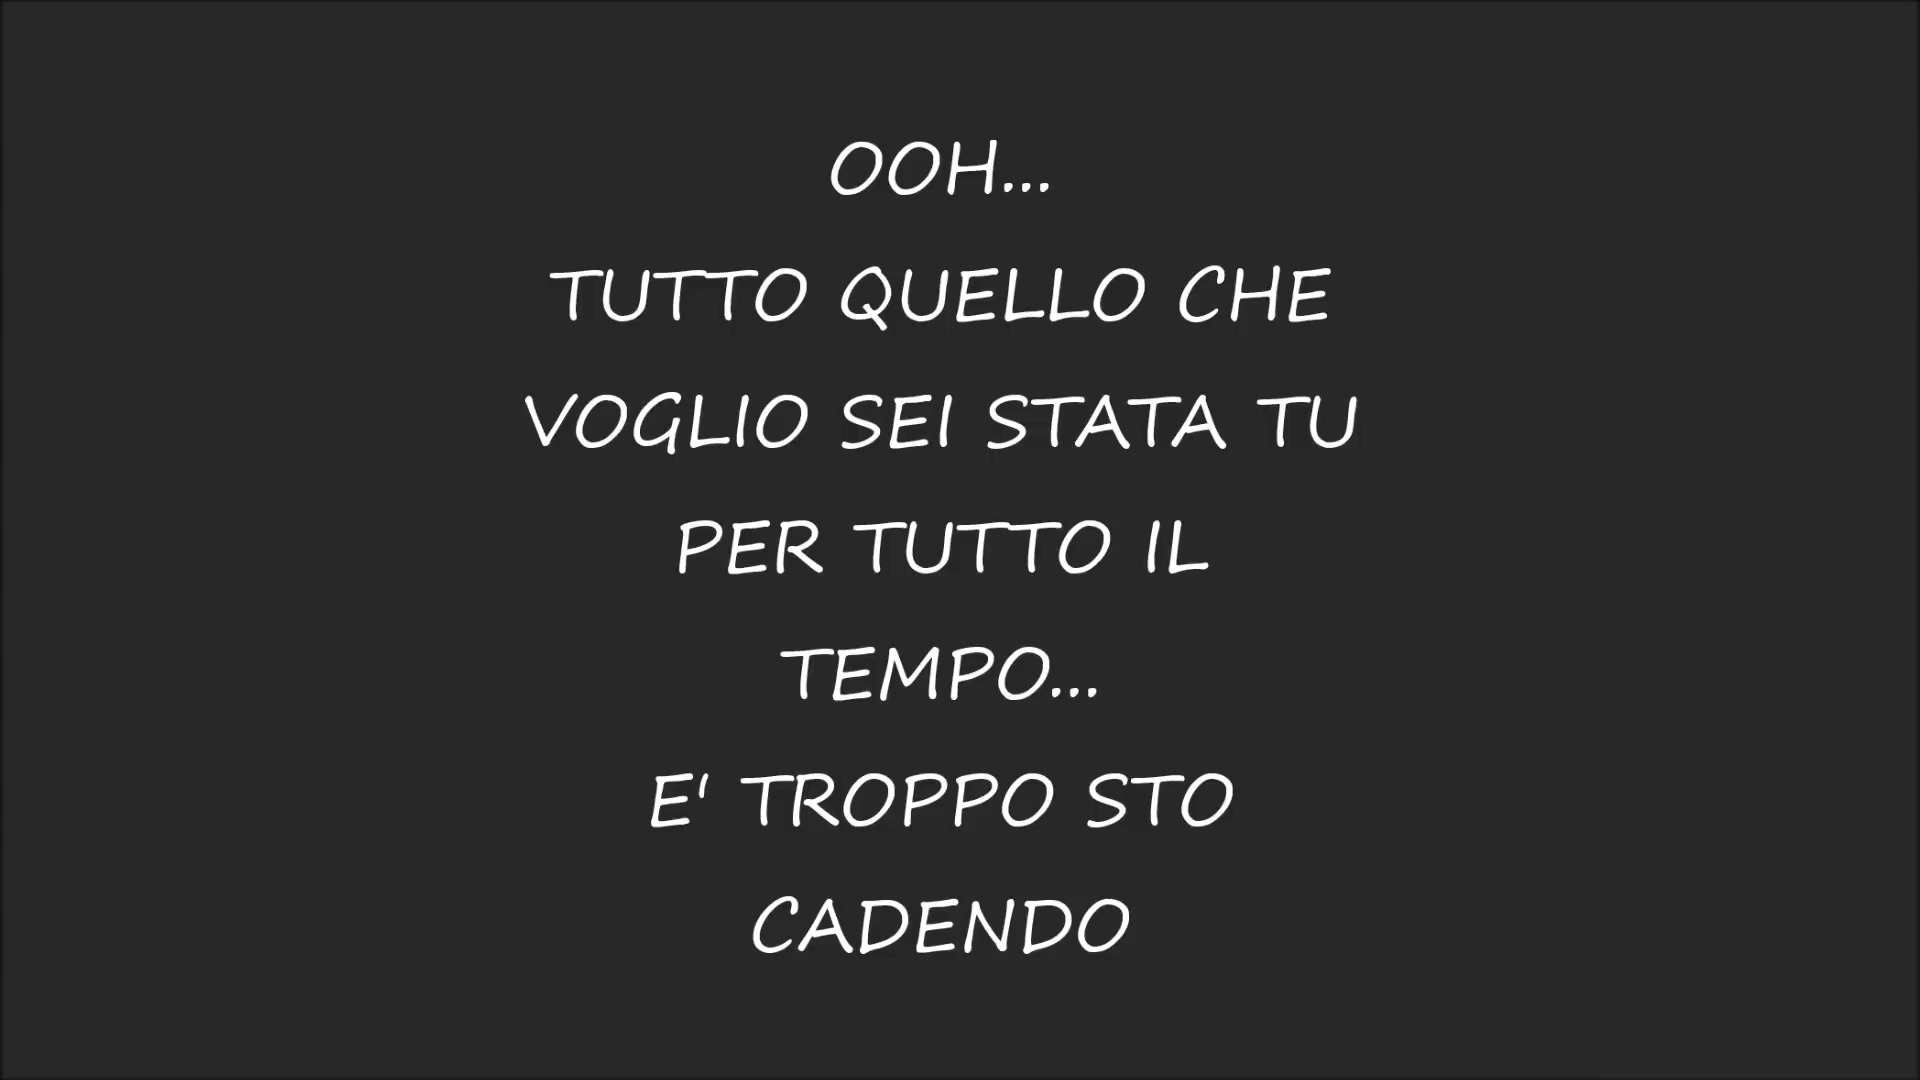 OOH...
TUTTO QUELLO CHE
VOGLIO SEI STATA TU
PER TUTTO IL
TEMPO...
E' TROPPO STO
CADENDO